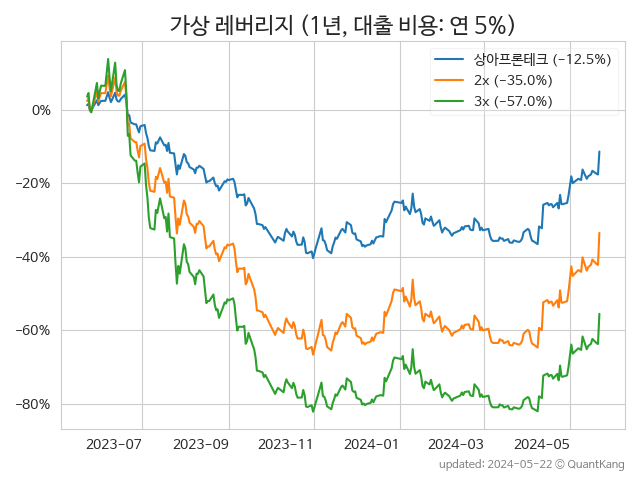 가상 레버리지 (1년, 대출 비용: 연 5%)
상아프론테크 (−12.5%)
2x (−35.0%)
3x (−57.0%)
0%
−20%
−40%
−60%
−80%
2023−07 2023−09 2023−11 2024−01 2024−03 2024−05
updated: 2024-05-22 © QuantKang